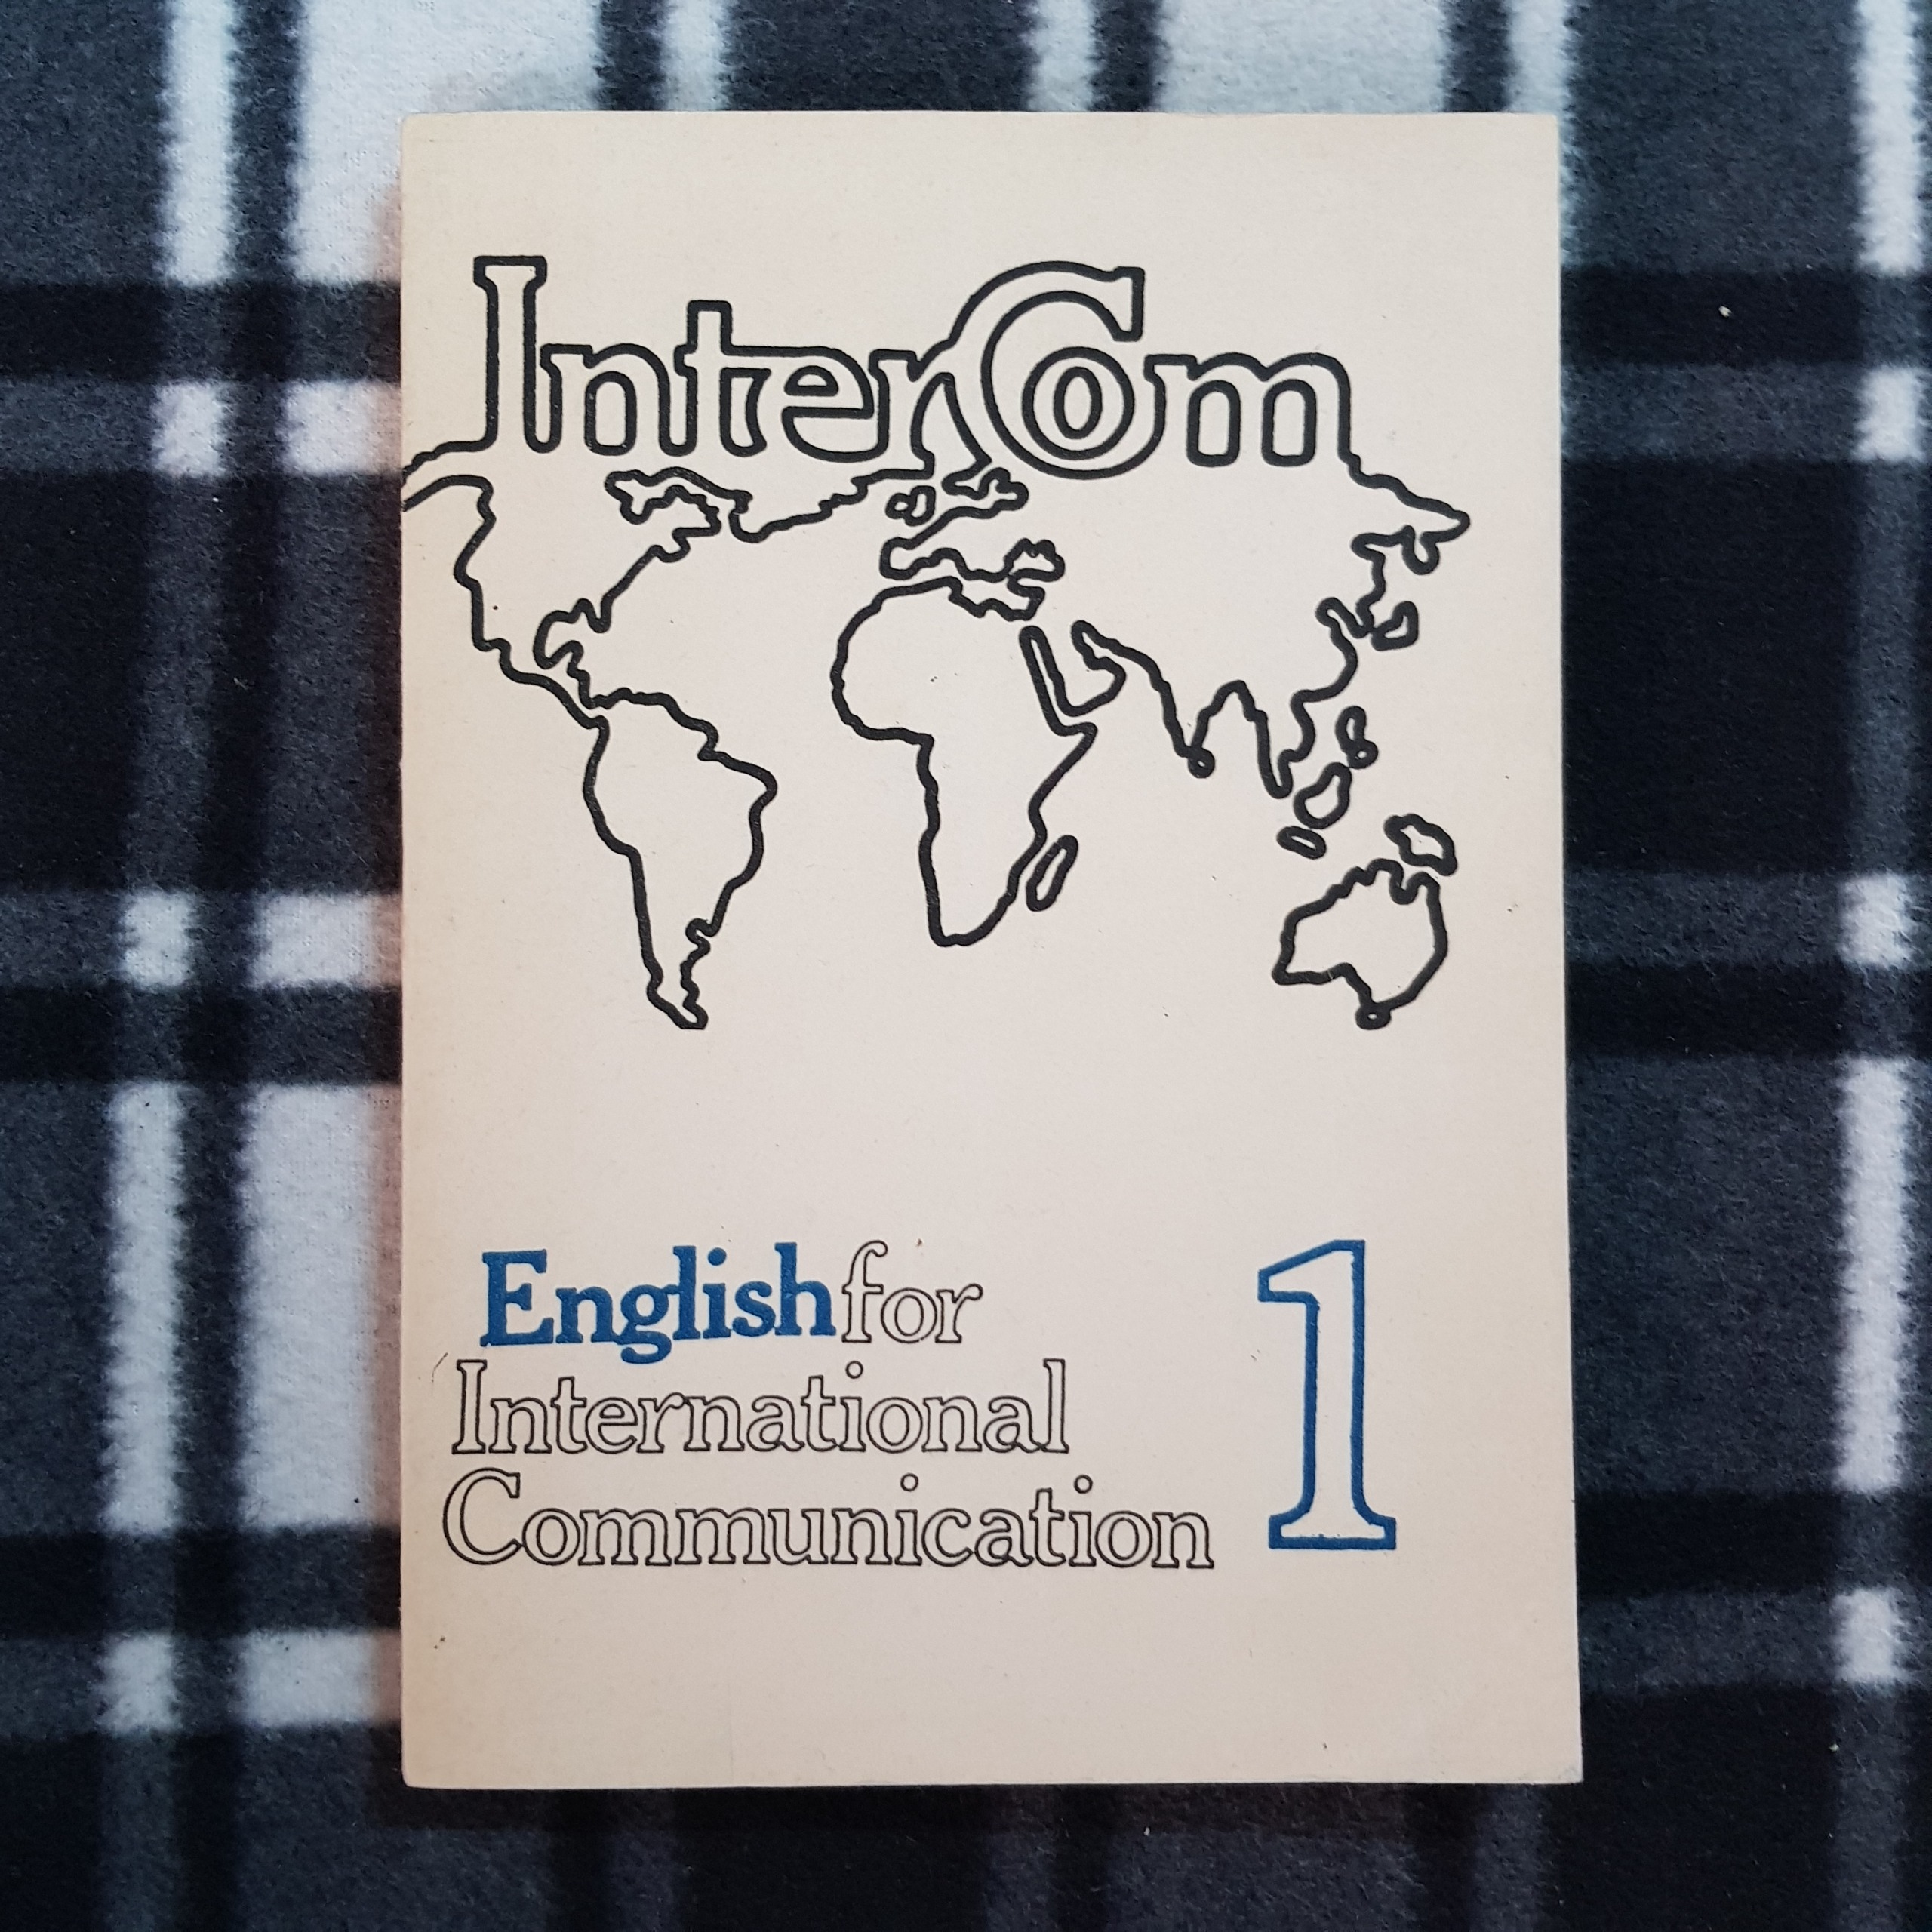 InterCom
English for
International
Communication
1